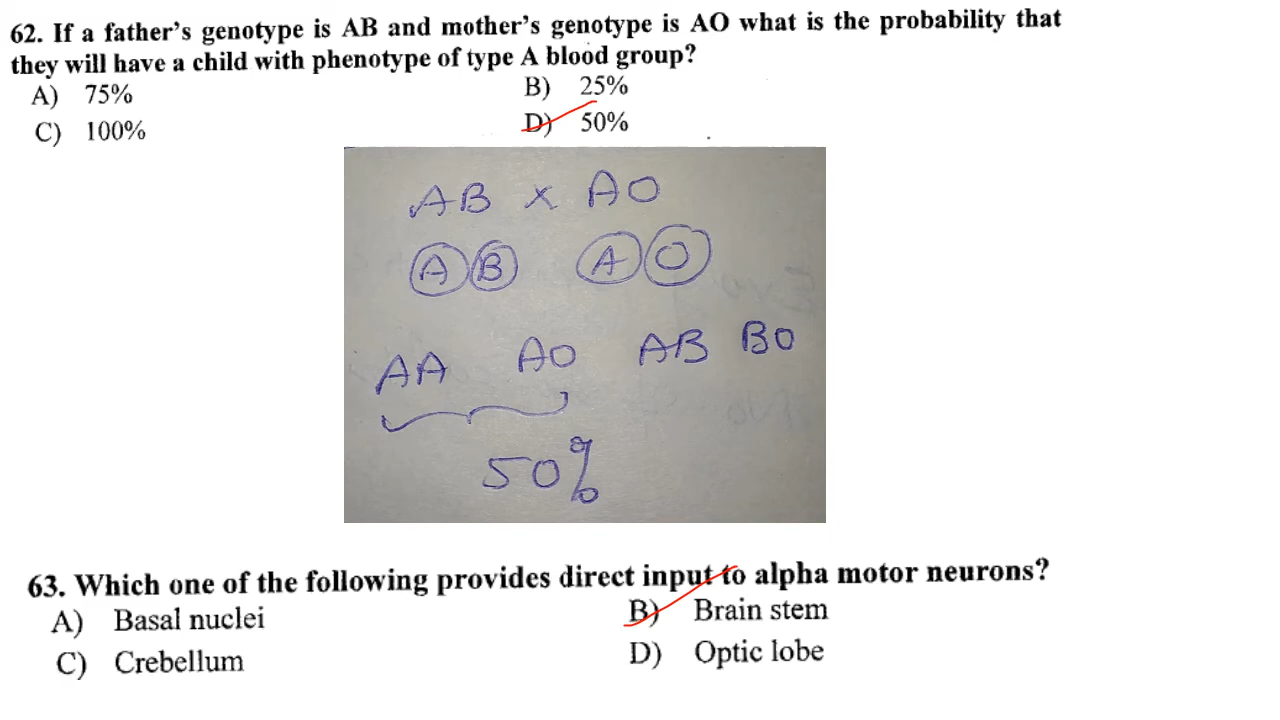 62. If a father's genotype is AB and mother's genotype is AO what is the probability that
they will have a child with phenotype of type A blood group?
A) 75% B) 25%
C) 100% D) 50%
AB x AO
A B A O
AA AO AB BO
50%
63. Which one of the following provides direct input to alpha motor neurons?
A) Basal nuclei B) Brain stem
C) Crebellum D) Optic lobe